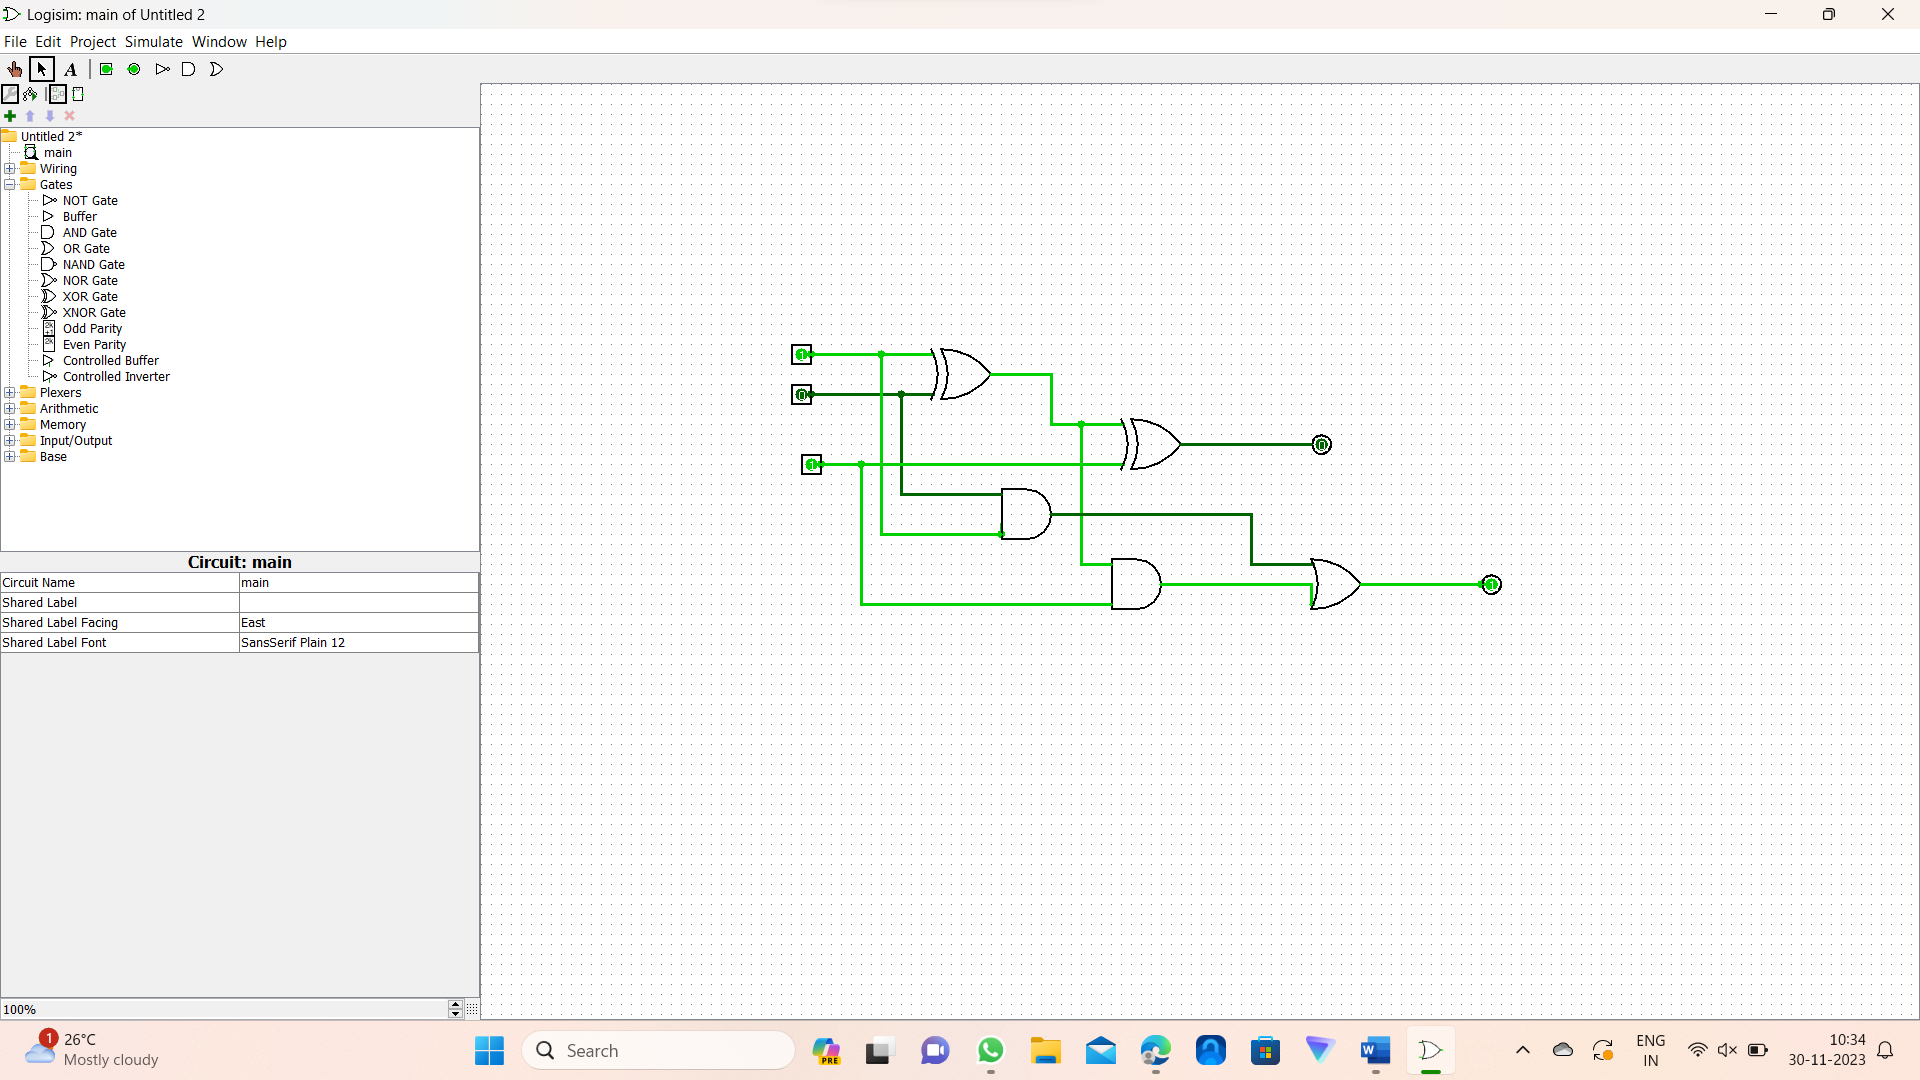 Logisim: main of Untitled 2
File Edit Project Simulate Window Help
A
Untitled 2*
main
Wiring
Gates
NOT Gate
Buffer
AND Gate
OR Gate
NAND Gate
NOR Gate
XOR Gate
XNOR Gate
Odd Parity
Even Parity
Controlled Buffer
Controlled Inverter
Plexers
Arithmetic
Memory
Input/Output
Base
1
0
1
0
1
Circuit: main
Circuit Name main
Shared Label
Shared Label Facing East
Shared Label Font SansSerif Plain 12
100%
1
26°C
Mostly cloudy
Search
PRE
W
ENG
IN
10:34
30-11-2023